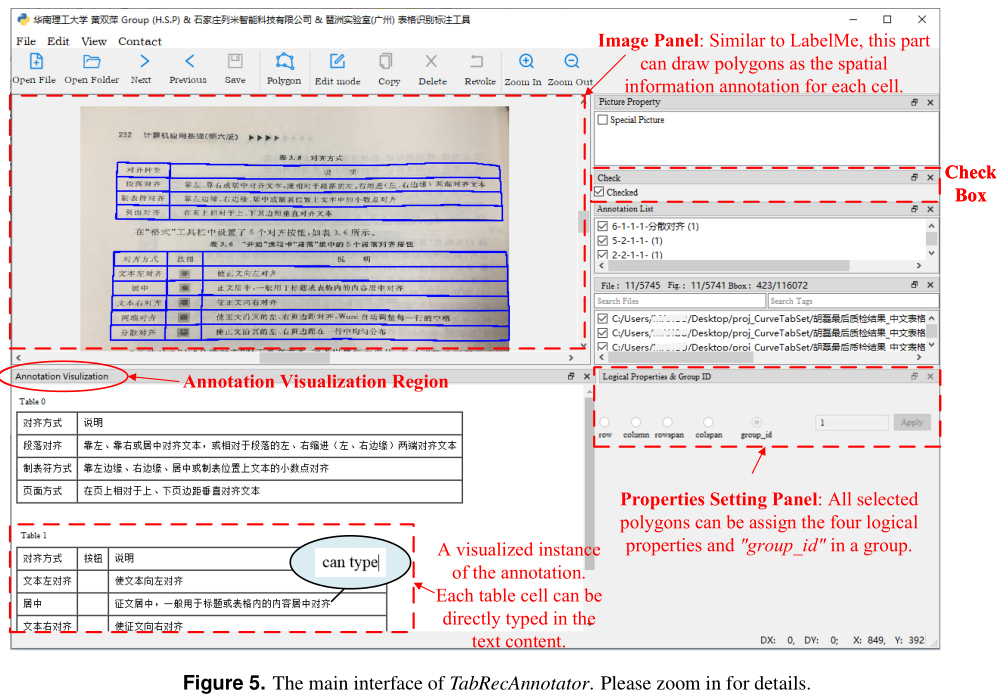 华南理工大学 黄双萍 Group (H.S.P) & 石家庄列米智能科技有限公司 & 琶洲实验室(广州) 表格识别标注工具
File Edit View Contact
Open File Open Folder Next Previous Save Polygon Edit mode Copy Delete Revoke Zoom In Zoom Out
Image Panel: Similar to LabelMe, this part
can draw polygons as the spatial
information annotation for each cell.
232 计算机应用基础(第六版) ▶▶▶▶
表 3.5 对齐方式
对齐种类 说 明
段落对齐 靠左、靠右或居中对齐文本,或相对于段落的左、右缩进(左、右边缘)两端对齐文本
制表符对齐 靠左边缘、右边缘、居中或制表位置上文本中的小数点对齐
页面对齐 在页上相对于上、下页边距垂直对齐文本
在“格式”工具栏中设置了 5 个对齐按钮,如表 3.6 所示。
表 3.6 “开始”选项卡“段落”组中的 5 个段落对齐按钮
对齐方式 按钮 说 明
文本左对齐 使正文向左对齐
居中 正文居中,一般用于标题或表格内的内容居中对齐
文本右对齐 使正文向右对齐
两端对齐 使正文沿页的左、右页边距对齐,Word 自动调整每一行的空格
分散对齐 使正文沿页的左、右页边距在一行中均匀分布
Picture Property
Special Picture
Check
Checked
Check
Box
Annotation List
6-1-1-1-分散对齐 (1)
5-2-1-1- (1)
2-2-1-1- (1)
File: 11/5745 Fig.: 11/5741 Bbox: 423/116072
Search Files Search Tags
C:/Users/ /Desktop/proj_CurveTabSet/胡磊最后质检结果_中文表格
C:/Users/ /Desktop/proj_CurveTabSet/胡磊最后质检结果_中文表格
C:/Users/ /Desktop/proj_CurveTabSet/胡磊最后质检结果_中文表格
Annotation Visulization
Annotation Visualization Region
Table 0
对齐方式 说明
段落对齐 靠左、靠右或居中对齐文本，或相对于段落的左、右缩进（左、右边缘）两端对齐文本
制表符方式 靠左边缘、右边缘、居中或制表位置上文本的小数点对齐
页面方式 在页上相对于上、下页边距垂直对齐文本
Table 1
对齐方式 按钮 说明
文本左对齐 使文本向左对齐
居中 征文居中，一般用于标题或表格内的内容居中对齐
文本右对齐 使征文向右对齐
can type
A visualized instance
of the annotation.
Each table cell can be
directly typed in the
text content.
Logical Properties & Group ID
row column rowspan colspan group_id 1 Apply
Properties Setting Panel: All selected
polygons can be assign the four logical
properties and "group_id" in a group.
DX: 0, DY: 0; X: 849, Y: 392
Figure 5. The main interface of TabRecAnnotator. Please zoom in for details.